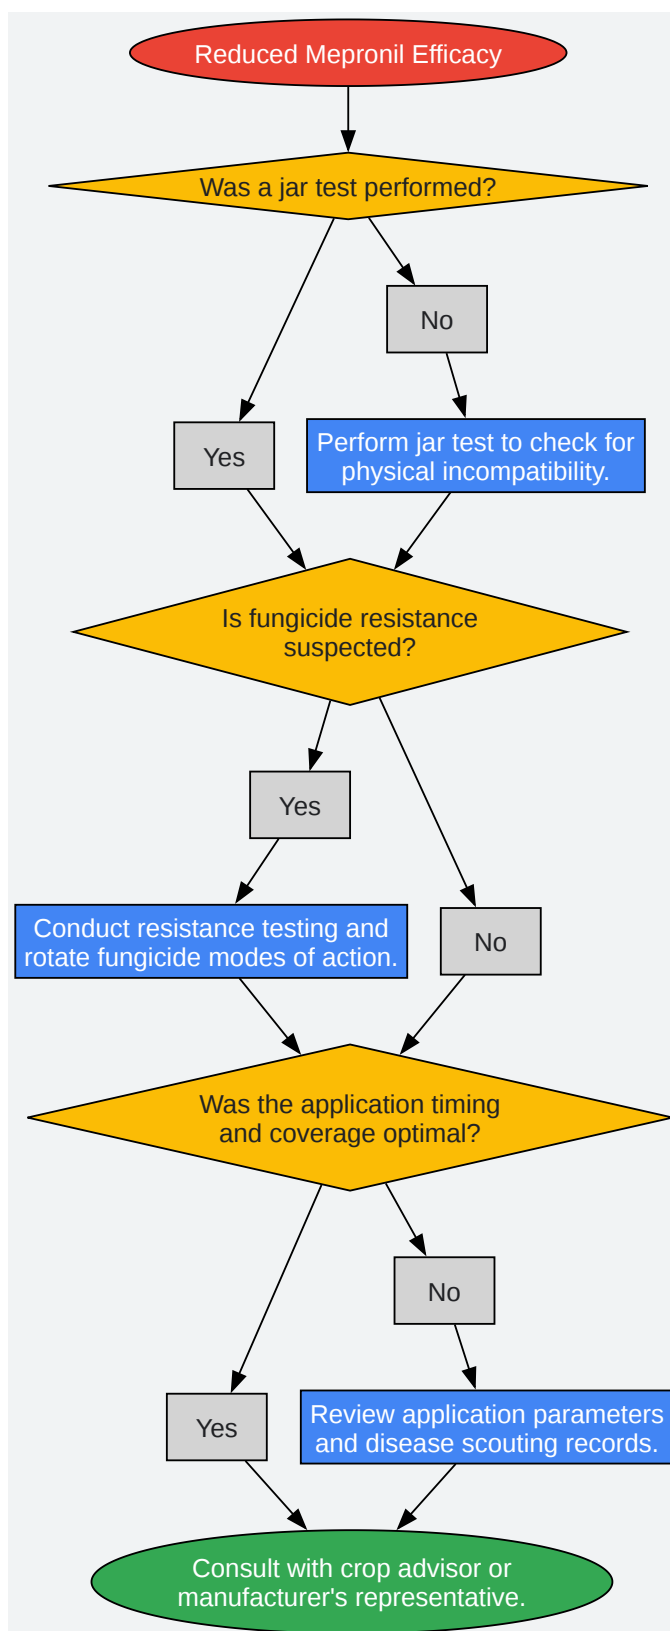 Reduced Mepronil Efficacy
Was a jar test performed?
No
Yes
Perform jar test to check for
physical incompatibility.
Is fungicide resistance
suspected?
Yes
Conduct resistance testing and
rotate fungicide modes of action.
No
Was the application timing
and coverage optimal?
No
Yes
Review application parameters
and disease scouting records.
Consult with crop advisor or
manufacturer's representative.